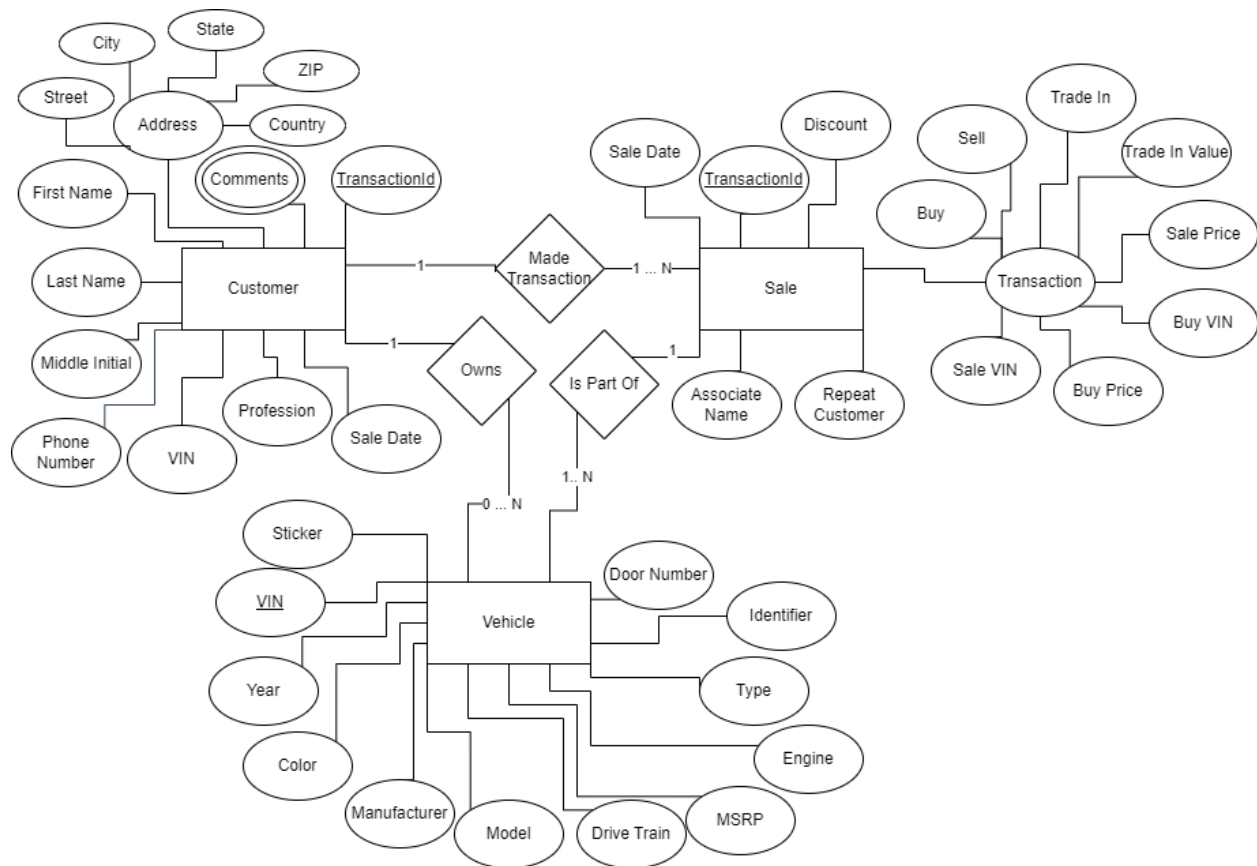 State
City
ZIP
Street
Address
Country
Comments
TransactionId
First Name
Last Name
Customer
Middle Initial
Phone
Number
VIN
Profession
Sale Date
1
Made
Transaction
1 ... N
1
Owns
0 ... N
Sale Date
TransactionId
Discount
Sale
Is Part Of
1
1.. N
Associate
Name
Repeat
Customer
Trade In
Sell
Trade In Value
Buy
Sale Price
Transaction
Buy VIN
Sale VIN
Buy Price
Sticker
VIN
Year
Color
Manufacturer
Model
Vehicle
Door Number
Identifier
Type
Engine
MSRP
Drive Train